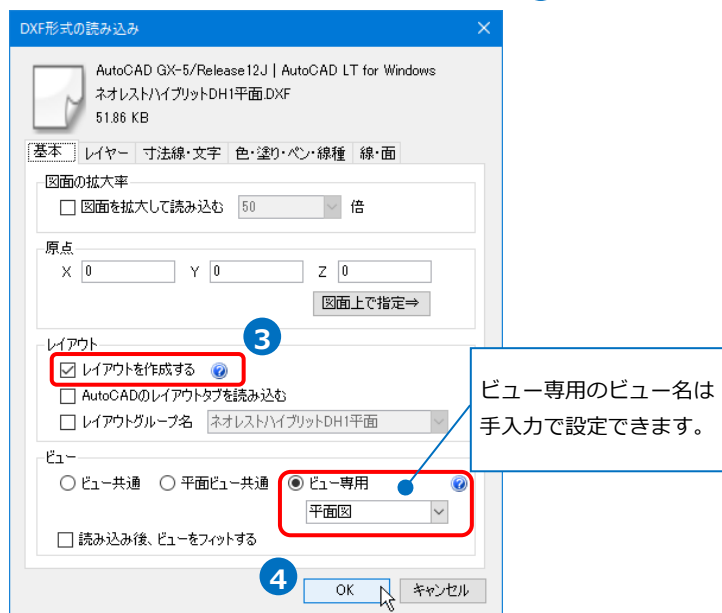 DXF形式の読み込み
AutoCAD GX-5/Release12J | AutoCAD LT for Windows
ネオレストハイブリットDH1平面.DXF
51.86 KB
基本 レイヤー 寸法線・文字 色・塗り・ペン・線種 線・面
図面の拡大率
図面を拡大して読み込む 50 倍
原点
X 0 Y 0 Z 0
図面上で指定⇒
レイアウト
3
レイアウトを作成する
AutoCADのレイアウトタブを読み込む
レイアウトグループ名 ネオレストハイブリットDH1平面
ビュー専用のビュー名は
手入力で設定できます。
ビュー
ビュー共通 平面ビュー共通 ビュー専用
平面図
読み込み後、ビューをフィットする
4
OK キャンセル